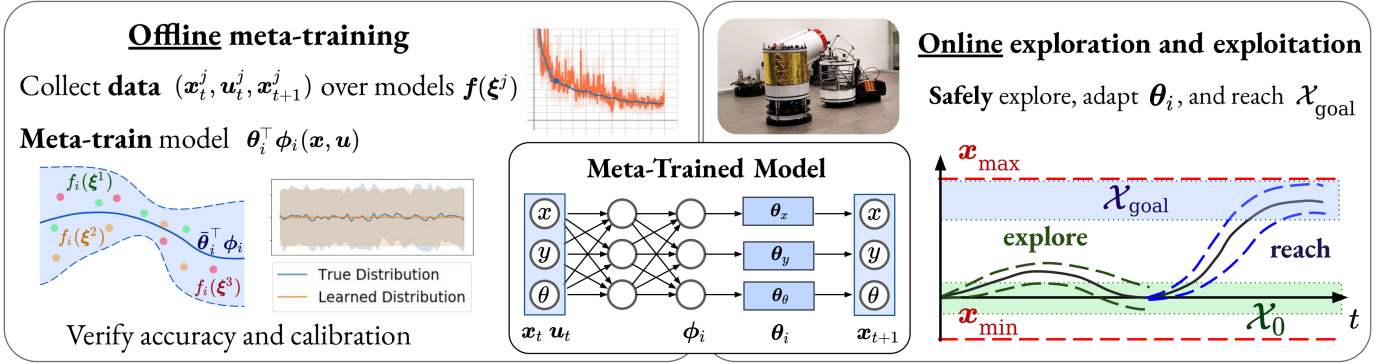 Offline meta-training
Collect data (x_t^j, u_t^j, x_{t+1}^j) over models f(ξ^j)
Meta-train model θ_i^⊤ ϕ_i(x, u)
f_i(ξ^1)
f_i(ξ^2)
θ̄_i^⊤ ϕ_i
f_i(ξ^3)
True Distribution
Learned Distribution
Verify accuracy and calibration
Meta-Trained Model
x θ_x x
y θ_y y
θ θ_θ θ
x_t u_t ϕ_i θ_i x_{t+1}
Online exploration and exploitation
Safely explore, adapt θ_i, and reach 𝒳_goal
x_max
𝒳_goal
explore
reach
x_min
𝒳_0
t